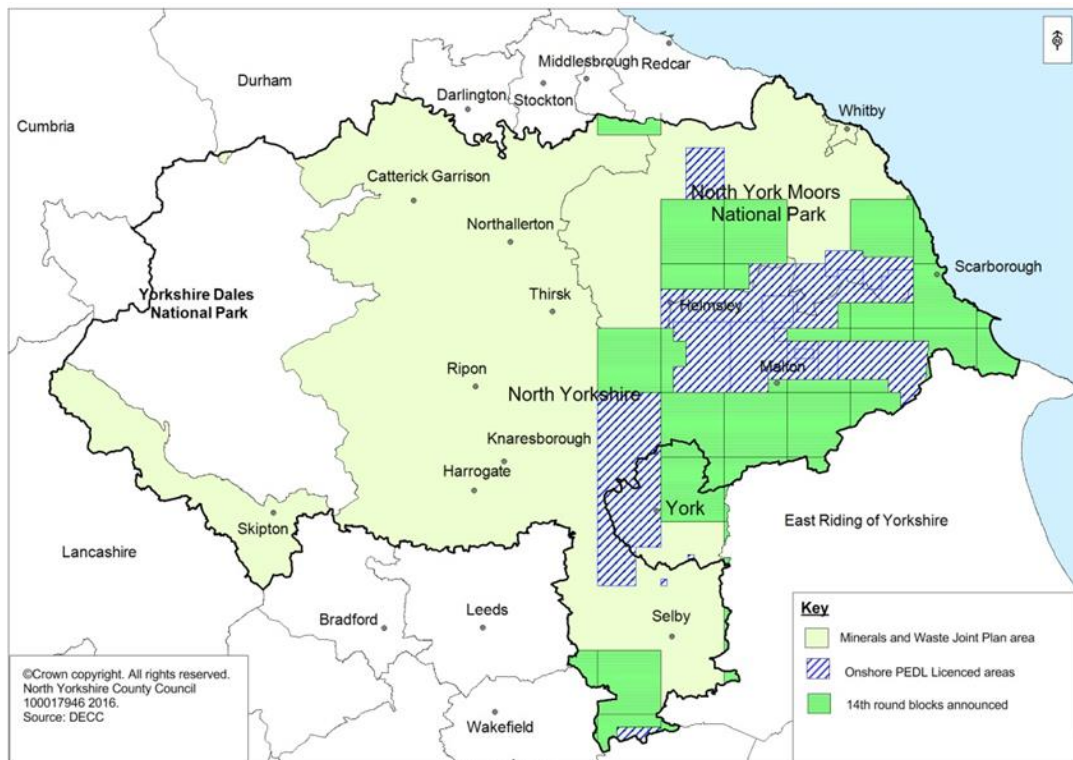 Middlesbrough
Redcar
Durham
Darlington
Stockton
Cumbria
Whitby
Catterick Garrison
North York Moors
National Park
Northallerton
Scarborough
Yorkshire Dales
National Park
Thirsk
Helmsley
Ripon
North Yorkshire
Malton
Knaresborough
Harrogate
York
Skipton
East Riding of Yorkshire
Lancashire
Bradford
Leeds
Selby
Wakefield
Key
Minerals and Waste Joint Plan area
Onshore PEDL Licenced areas
14th round blocks announced
©Crown copyright. All rights reserved.
North Yorkshire County Council
100017946 2016.
Source: DECC